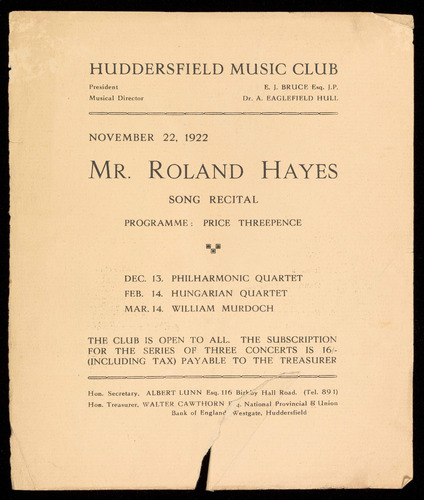 HUDDERSFIELD MUSIC CLUB
President E. J. BRUCE Esq. J.P.
Musical Director Dr. A. EAGLEFIELD HULL
NOVEMBER 22, 1922
MR. ROLAND HAYES
SONG RECITAL
PROGRAMME: PRICE THREEPENCE
DEC. 13. PHILHARMONIC QUARTET
FEB. 14. HUNGARIAN QUARTET
MAR. 14. WILLIAM MURDOCH
THE CLUB IS OPEN TO ALL. THE SUBSCRIPTION
FOR THE SERIES OF THREE CONCERTS IS 16/-
(INCLUDING TAX) PAYABLE TO THE TREASURER
Hon. Secretary, ALBERT LUNN Esq. 116 Birkby Hall Road. (Tel. 891)
Hon. Treasurer, WALTER CAWTHORN National Provincial & Union
Bank of England Westgate, Huddersfield